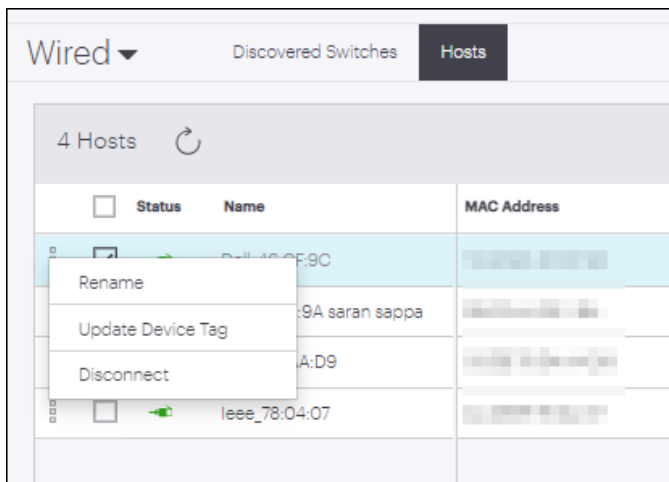 Wired Discovered Switches Hosts
4 Hosts
Status Name MAC Address
Rename
:9A saran sappa
Update Device Tag
A:D9
Disconnect
Ieee_78:04:07